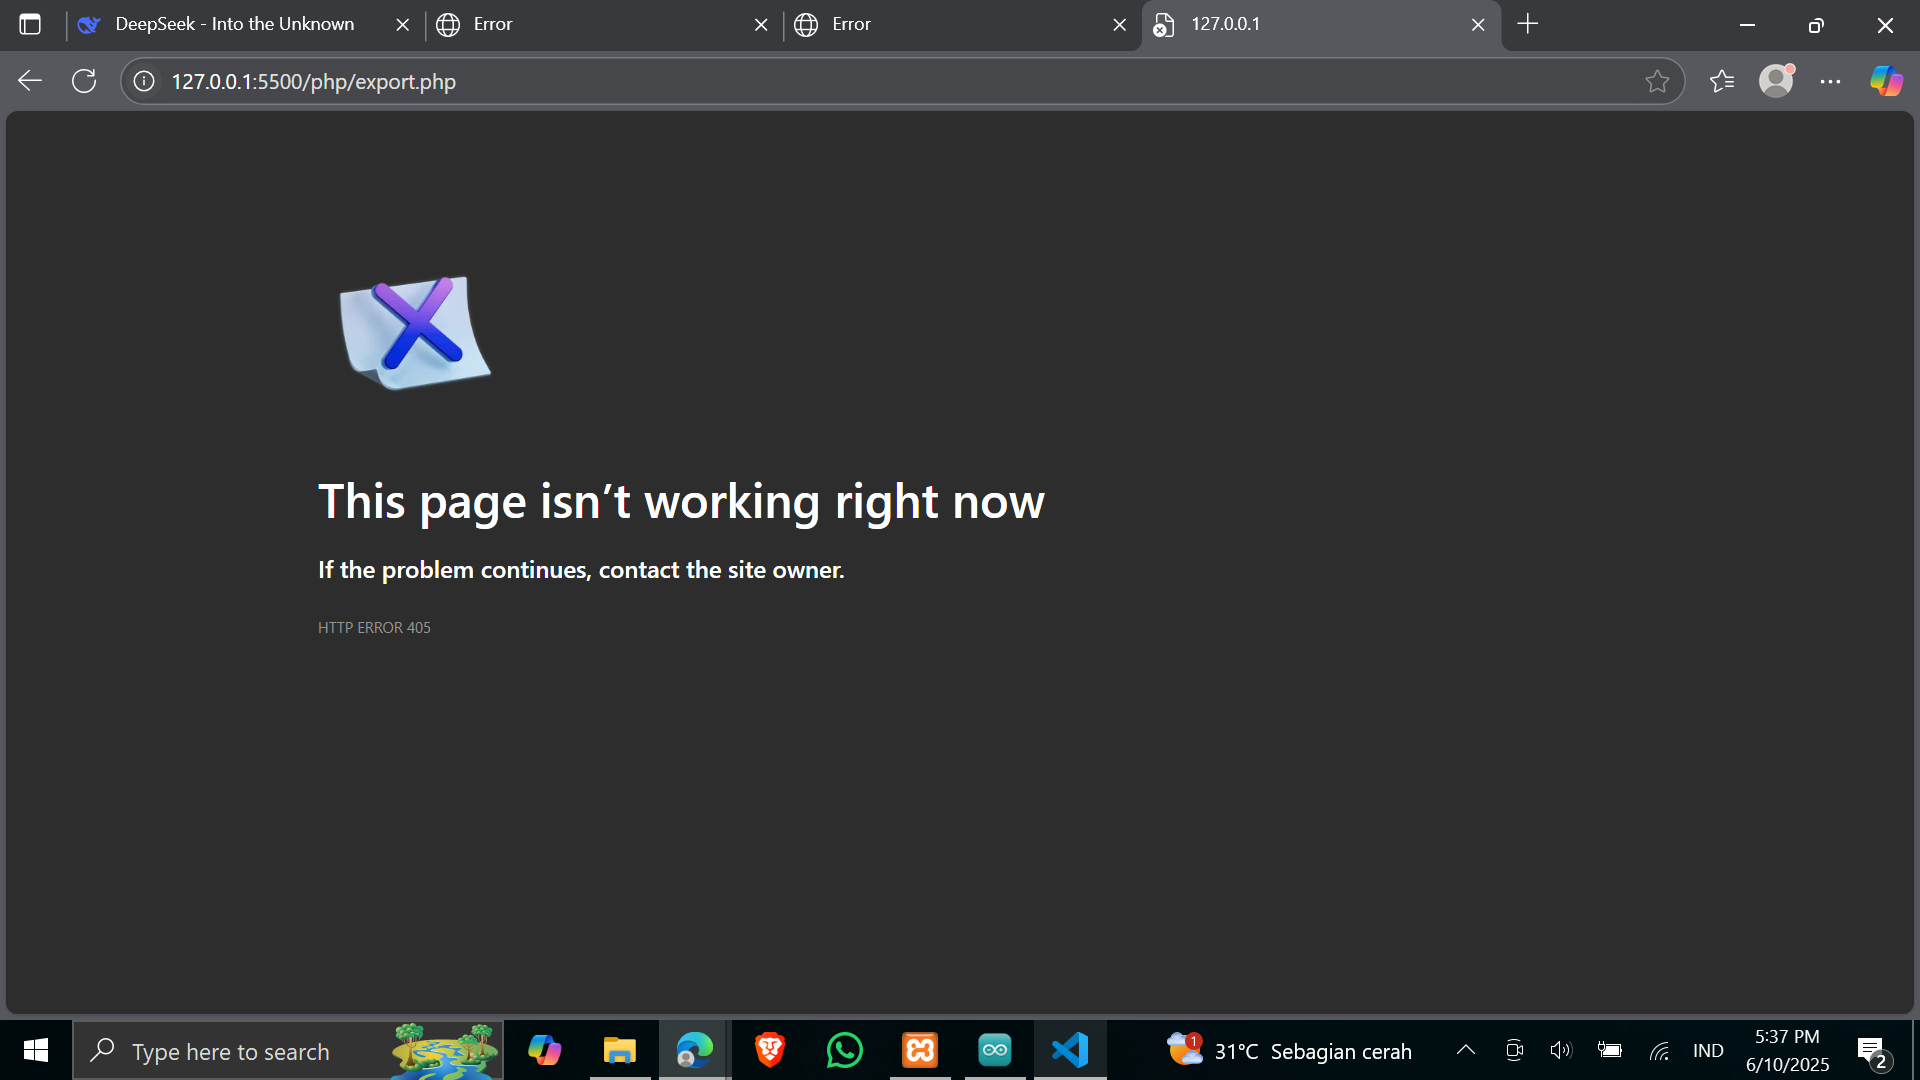 DeepSeek - Into the Unknown
Error
Error
127.0.0.1
127.0.0.1:5500/php/export.php
This page isn’t working right now
If the problem continues, contact the site owner.
HTTP ERROR 405
Type here to search
1
31°C Sebagian cerah
IND
5:37 PM
6/10/2025
2